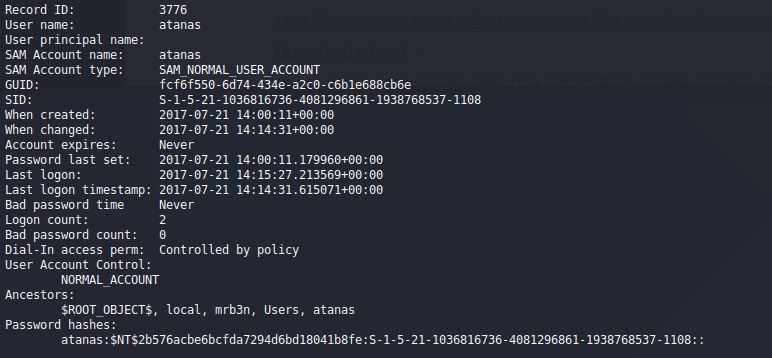 Record ID: 3776
User name: atanas
User principal name:
SAM Account name: atanas
SAM Account type: SAM_NORMAL_USER_ACCOUNT
GUID: fcf6f550-6d74-434e-a2c0-c6b1e688cb6e
SID: S-1-5-21-1036816736-4081296861-1938768537-1108
When created: 2017-07-21 14:00:11+00:00
When changed: 2017-07-21 14:14:31+00:00
Account expires: Never
Password last set: 2017-07-21 14:00:11.179960+00:00
Last logon: 2017-07-21 14:15:27.213569+00:00
Last logon timestamp: 2017-07-21 14:14:31.615071+00:00
Bad password time Never
Logon count: 2
Bad password count: 0
Dial-In access perm: Controlled by policy
User Account Control:
NORMAL_ACCOUNT
Ancestors:
$ROOT_OBJECT$, local, mrb3n, Users, atanas
Password hashes:
atanas:$NT$2b576acbe6bcfda7294d6bd18041b8fe:S-1-5-21-1036816736-4081296861-1938768537-1108::